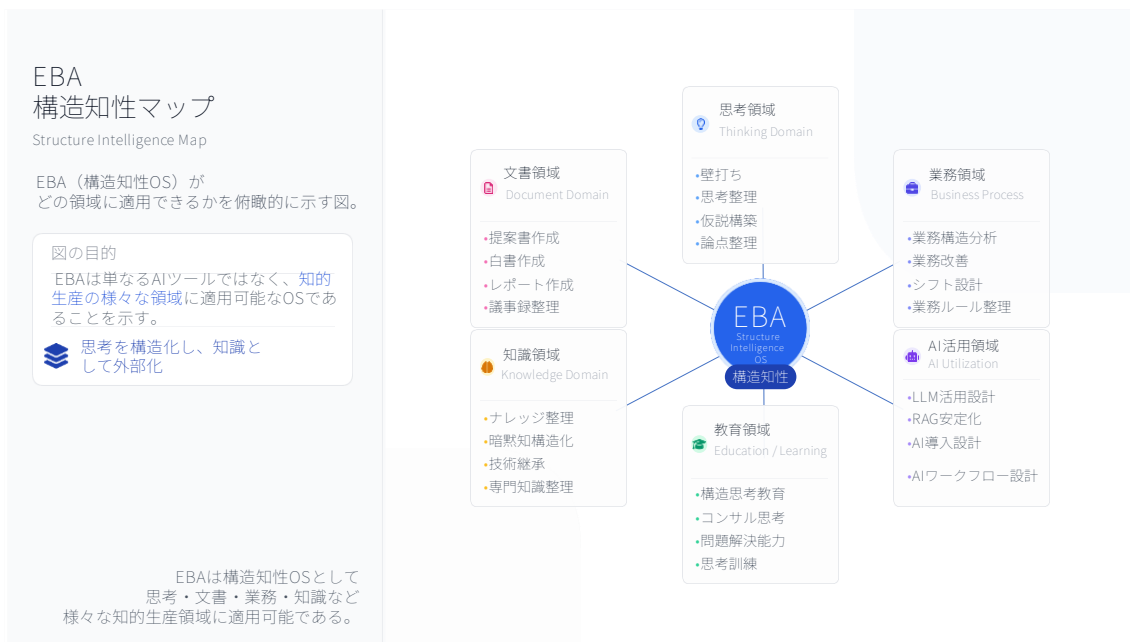 EBA
構造知性マップ
Structure Intelligence Map
EBA（構造知性OS）が
どの領域に適用できるかを俯瞰的に示す図。
図の目的
EBAは単なるAIツールではなく、知的
生産の様々な領域に適用可能なOSであ
ることを示す。
思考を構造化し、知識と
して外部化
EBAは構造知性OSとして
思考・文書・業務・知識など
様々な知的生産領域に適用可能である。
思考領域
Thinking Domain
•壁打ち
•思考整理
•仮説構築
•論点整理
文書領域
Document Domain
•提案書作成
•白書作成
•レポート作成
•議事録整理
業務領域
Business Process
•業務構造分析
•業務改善
•シフト設計
•業務ルール整理
EBA
Structure
Intelligence
OS
構造知性
知識領域
Knowledge Domain
•ナレッジ整理
•暗黙知構造化
•技術継承
•専門知識整理
AI活用領域
AI Utilization
•LLM活用設計
•RAG安定化
•AI導入設計
•AIワークフロー設計
教育領域
Education / Learning
•構造思考教育
•コンサル思考
•問題解決能力
•思考訓練